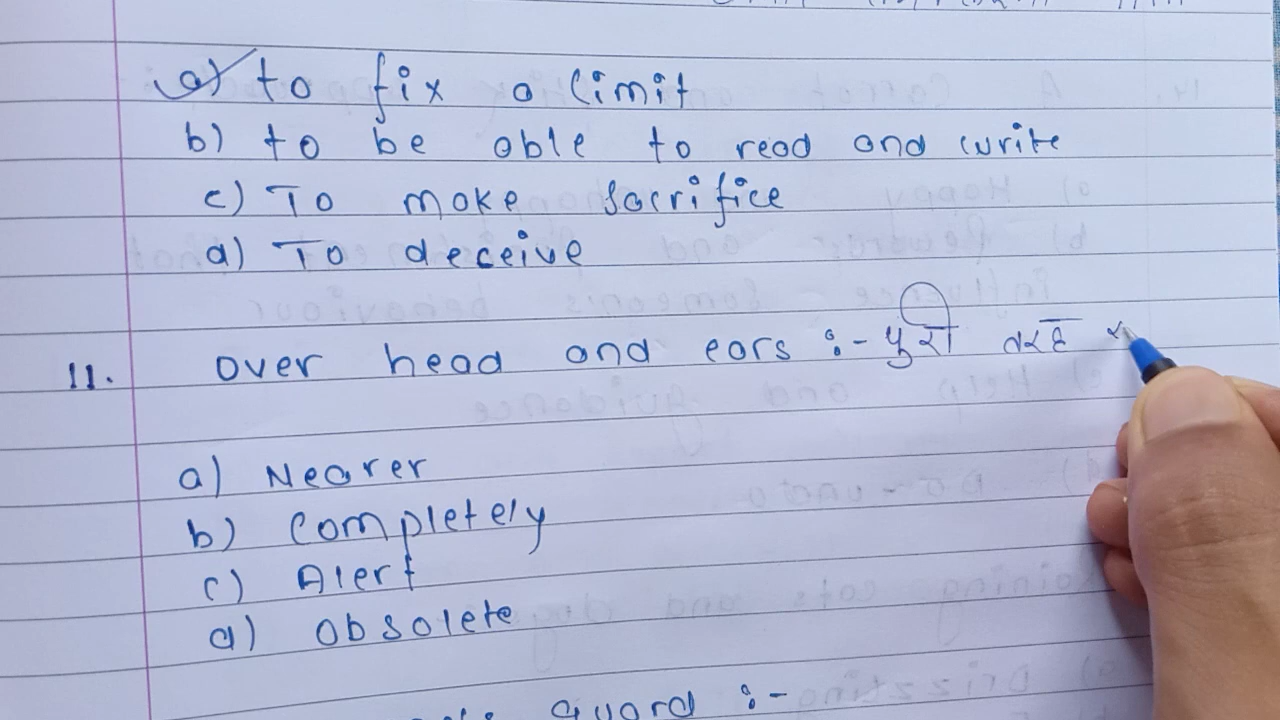 a) to fix a limit
b) to be able to read and write
c) To make sacrifice
d) To deceive
11. over head and ears :- पुरी तरह स
a) Nearer
b) Completely
c) Alert
d) Obsolete
guard :-